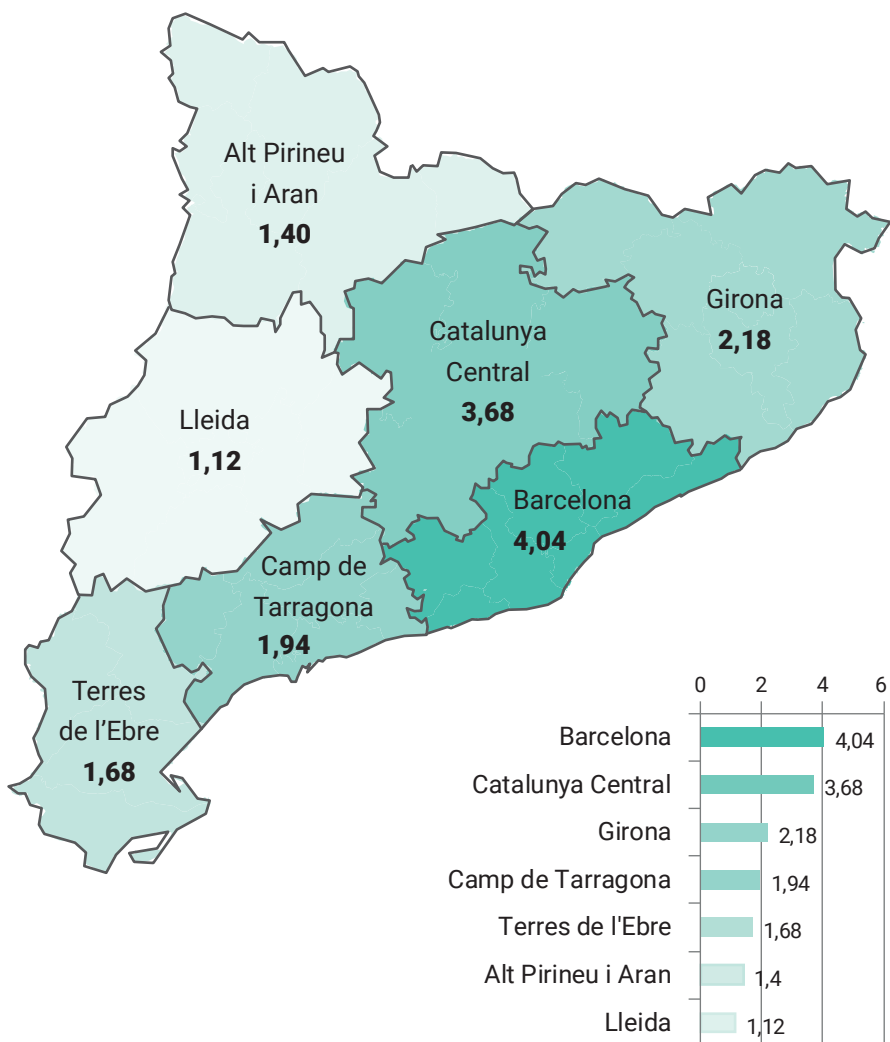 Alt Pirineu
i Aran
1,40
Girona
2,18
Catalunya
Central
3,68
Lleida
1,12
Barcelona
4,04
Camp de
Tarragona
1,94
Terres
de l’Ebre
1,68
0 2 4 6
Barcelona 4,04
Catalunya Central 3,68
Girona 2,18
Camp de Tarragona 1,94
Terres de l'Ebre 1,68
Alt Pirineu i Aran 1,4
Lleida 1,12